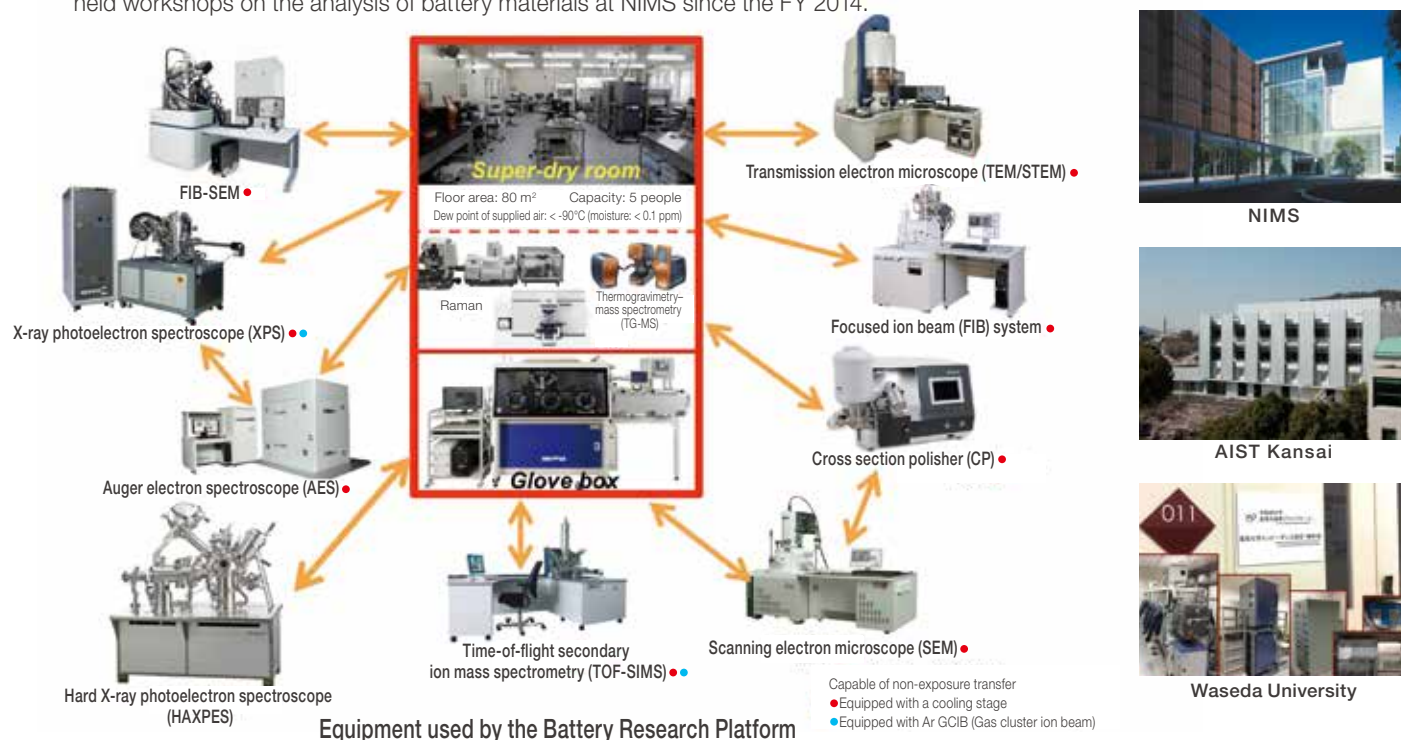 held workshops on the analysis of battery materials at NIMS since the FY 2014.
FIB-SEM ●
Super-dry room
Floor area: 80 m² Capacity: 5 people
Dew point of supplied air: < -90°C (moisture: < 0.1 ppm)
Transmission electron microscope (TEM/STEM) ●
NIMS
X-ray photoelectron spectroscope (XPS) ●●
Raman
Thermogravimetry–
mass spectrometry
(TG-MS)
Focused ion beam (FIB) system ●
Auger electron spectroscope (AES) ●
Glove box
Cross section polisher (CP) ●
AIST Kansai
011
Hard X-ray photoelectron spectroscope
(HAXPES)
Time-of-flight secondary
ion mass spectrometry (TOF-SIMS) ●●
Scanning electron microscope (SEM) ●
Capable of non-exposure transfer
●Equipped with a cooling stage
●Equipped with Ar GCIB (Gas cluster ion beam)
Waseda University
Equipment used by the Battery Research Platform